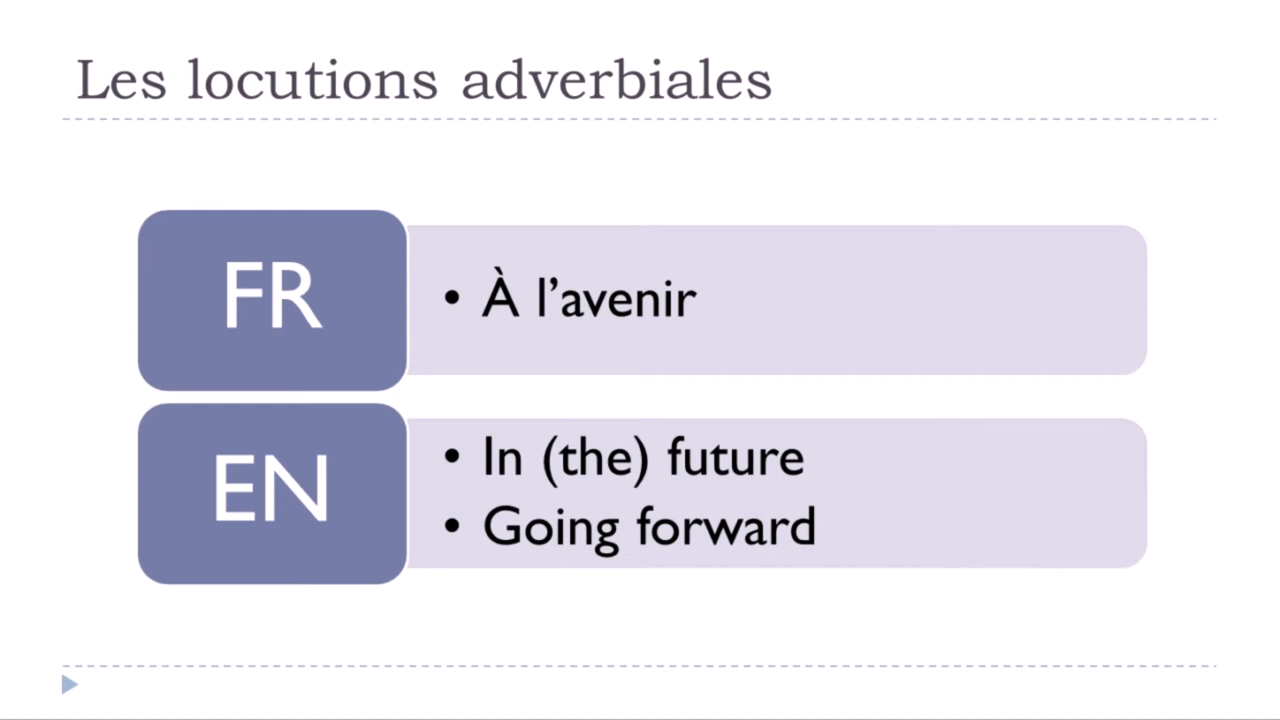 Les locutions adverbiales
FR
• À l’avenir
EN
• In (the) future
• Going forward